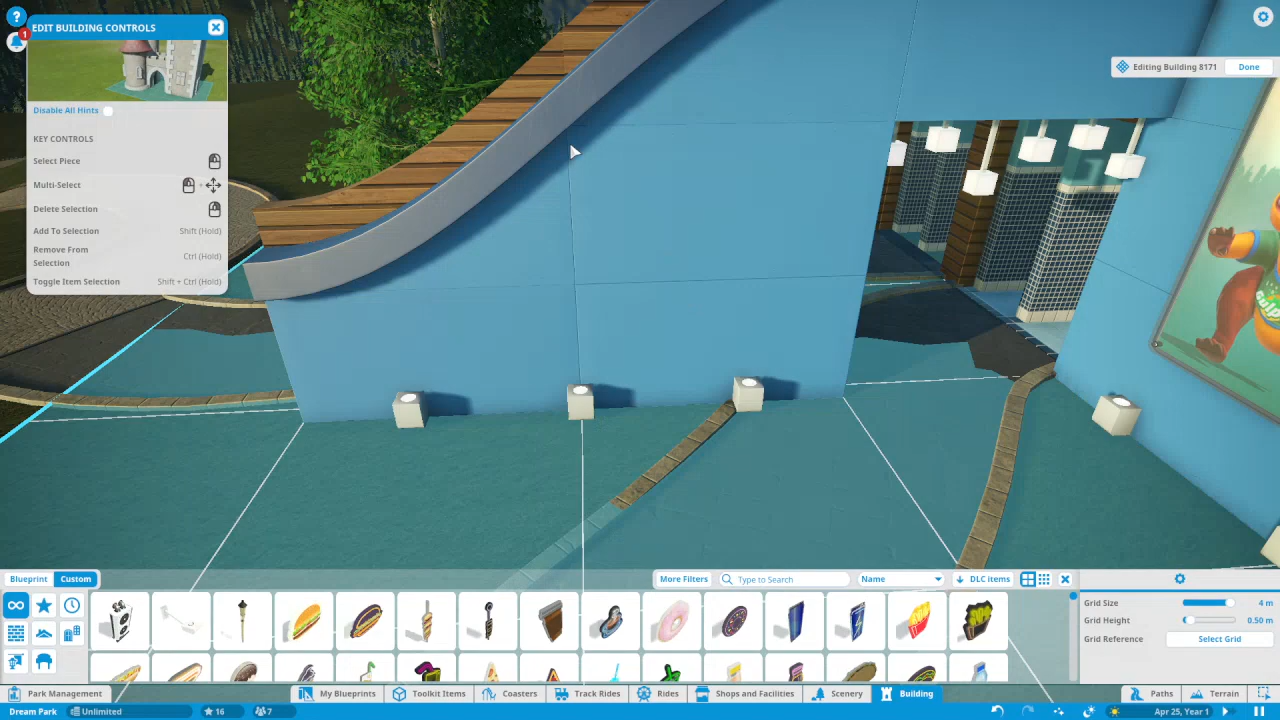 EDIT BUILDING CONTROLS
1
Disable All Hints
KEY CONTROLS
Select Piece
Multi-Select
Delete Selection
Add To Selection Shift (Hold)
Remove From
Selection Ctrl (Hold)
Toggle Item Selection Shift + Ctrl (Hold)
Editing Building 8171 Done
Blueprint Custom More Filters Type to Search Name DLC items
Grid Size 4 m
Grid Height 0.50 m
Grid Reference Select Grid
Park Management My Blueprints Toolkit Items Coasters Track Rides Rides Shops and Facilities Scenery Building Paths Terrain
Dream Park Unlimited 16 7 Apr 25, Year 1